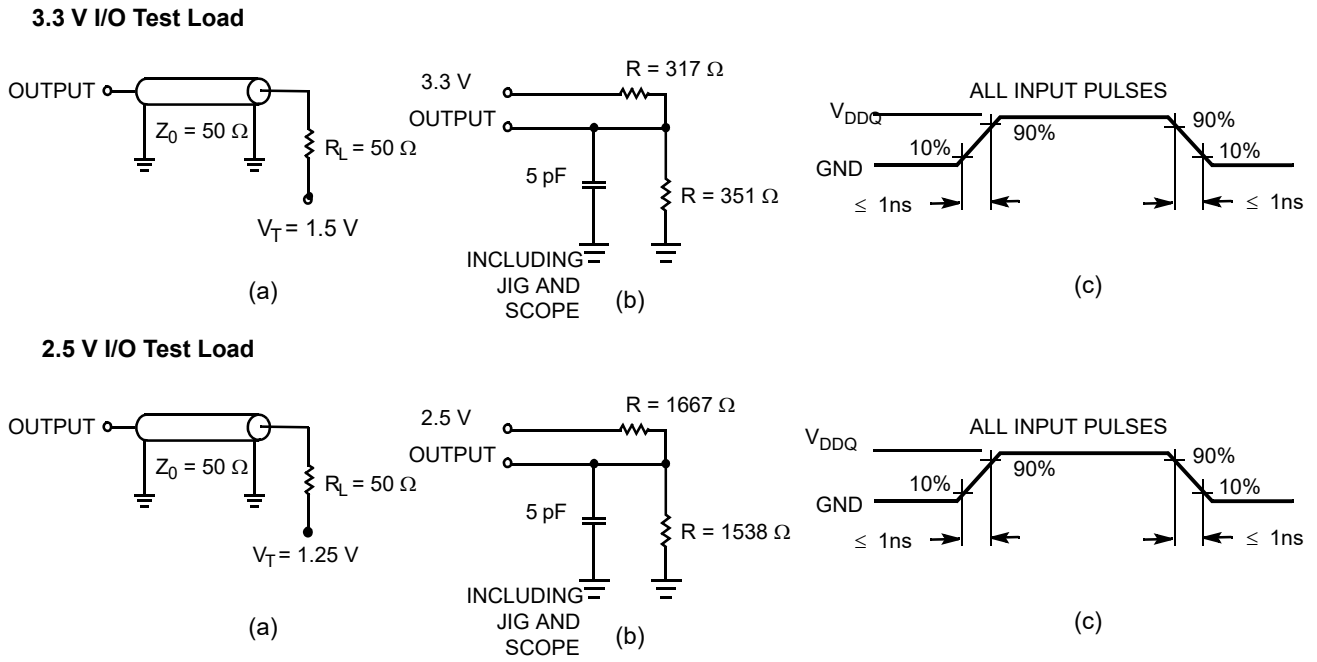 3.3 V I/O Test Load
OUTPUT
Z0 = 50 Ω
RL = 50 Ω
VT = 1.5 V
(a)
3.3 V
OUTPUT
R = 317 Ω
5 pF
R = 351 Ω
INCLUDING
JIG AND
SCOPE
(b)
ALL INPUT PULSES
VDDQ
GND
10%
90%
90%
10%
≤ 1ns
≤ 1ns
(c)
2.5 V I/O Test Load
OUTPUT
Z0 = 50 Ω
RL = 50 Ω
VT = 1.25 V
(a)
2.5 V
OUTPUT
R = 1667 Ω
5 pF
R = 1538 Ω
INCLUDING
JIG AND
SCOPE
(b)
ALL INPUT PULSES
VDDQ
GND
10%
90%
90%
10%
≤ 1ns
≤ 1ns
(c)